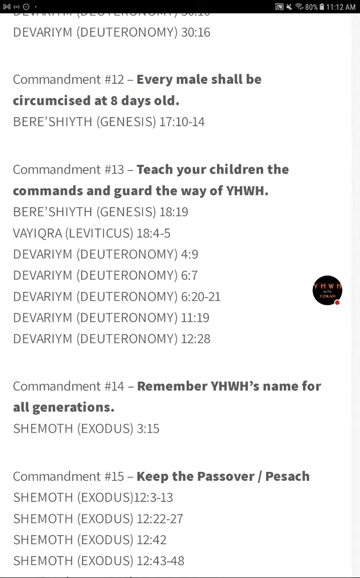 80% 11:12 AM
DEVARIYM (DEUTERONOMY) 30:16
Commandment #12 – Every male shall be
circumcised at 8 days old.
BERE'SHIYTH (GENESIS) 17:10-14
Commandment #13 – Teach your children the
commands and guard the way of YHWH.
BERE'SHIYTH (GENESIS) 18:19
VAYIQRA (LEVITICUS) 18:4-5
DEVARIYM (DEUTERONOMY) 4:9
DEVARIYM (DEUTERONOMY) 6:7
DEVARIYM (DEUTERONOMY) 6:20-21
YHWH
DEVARIYM (DEUTERONOMY) 11:19
DEVARIYM (DEUTERONOMY) 12:28
Commandment #14 – Remember YHWH's name for
all generations.
SHEMOTH (EXODUS) 3:15
Commandment #15 – Keep the Passover / Pesach
SHEMOTH (EXODUS)12:3-13
SHEMOTH (EXODUS) 12:22-27
SHEMOTH (EXODUS) 12:42
SHEMOTH (EXODUS) 12:43-48